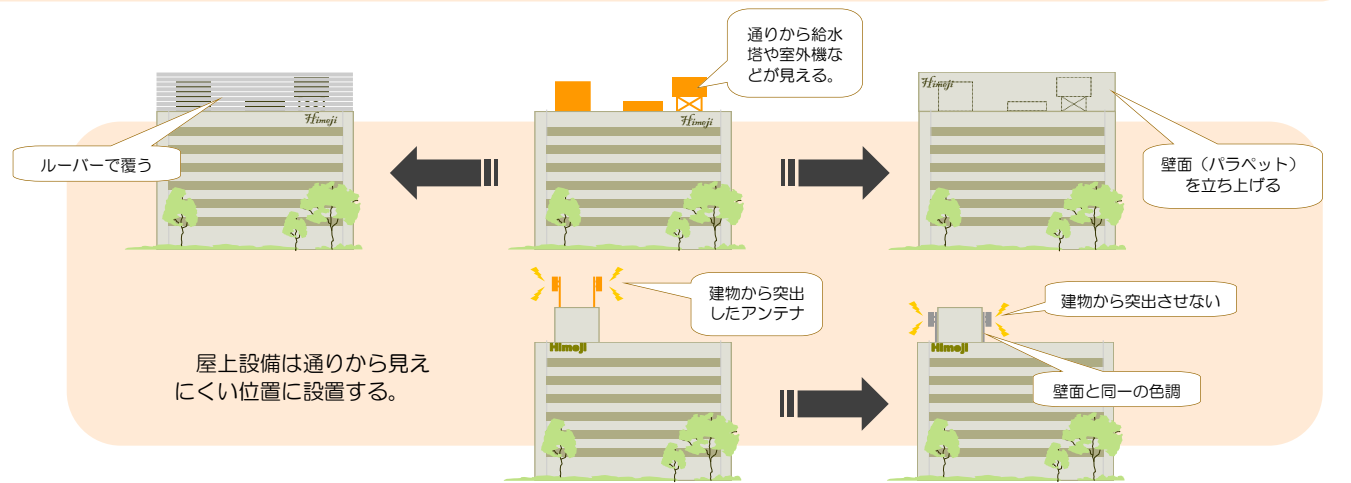 通りから給水
塔や室外機な
どが見える。
Himeji
Himeji
Himeji
ルーバーで覆う
壁面（パラペット）
を立ち上げる
建物から突出
したアンテナ
建物から突出させない
Himeji
Himeji
屋上設備は通りから見え
にくい位置に設置する。
壁面と同一の色調